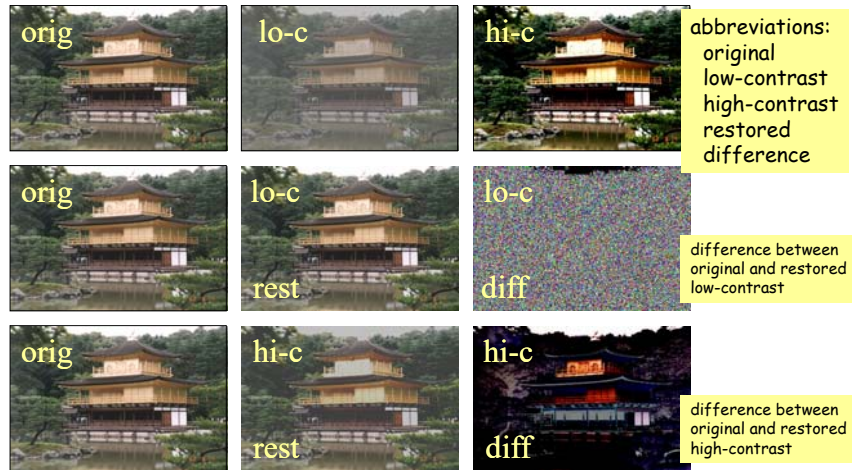 orig
lo-c
hi-c
abbreviations:
original
low-contrast
high-contrast
restored
difference
orig
lo-c
rest
lo-c
diff
difference between
original and restored
low-contrast
orig
hi-c
rest
hi-c
diff
difference between
original and restored
high-contrast